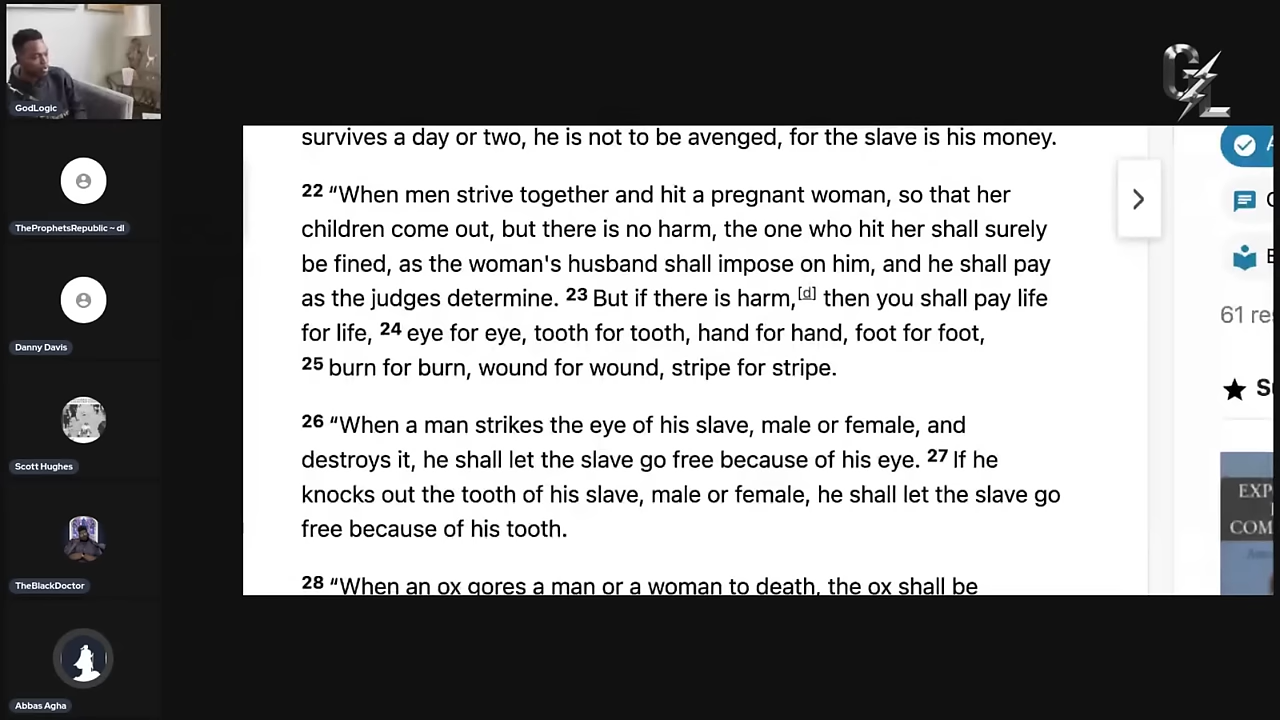 GodLogic
TheProphetsRepublic ~ dl
Danny Davis
Scott Hughes
TheBlackDoctor
Abbas Agha
GL
survives a day or two, he is not to be avenged, for the slave is his money.
22 “When men strive together and hit a pregnant woman, so that her
children come out, but there is no harm, the one who hit her shall surely
be fined, as the woman's husband shall impose on him, and he shall pay
as the judges determine. 23 But if there is harm,[d] then you shall pay life
for life, 24 eye for eye, tooth for tooth, hand for hand, foot for foot,
25 burn for burn, wound for wound, stripe for stripe.
26 “When a man strikes the eye of his slave, male or female, and
destroys it, he shall let the slave go free because of his eye. 27 If he
knocks out the tooth of his slave, male or female, he shall let the slave go
free because of his tooth.
28 “When an ox gores a man or a woman to death, the ox shall be
61 res
EXP
COM